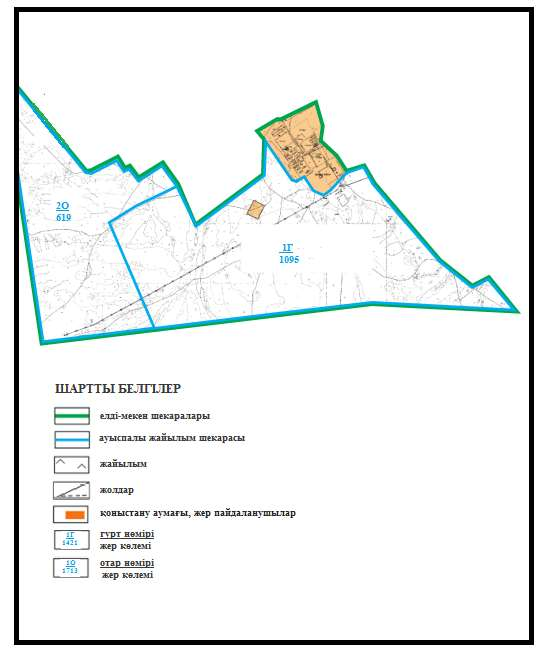 2О
619
1Г
1095
ШАРТТЫ БЕЛГІЛЕР
елді-мекен шекаралары
ауыспалы жайылым шекарасы
жайылым
жолдар
қоныстану аумағы, жер пайдаланушылар
1Г
1421
гурт нөмірі
жер көлемі
1О
1713
отар нөмірі
жер көлемі